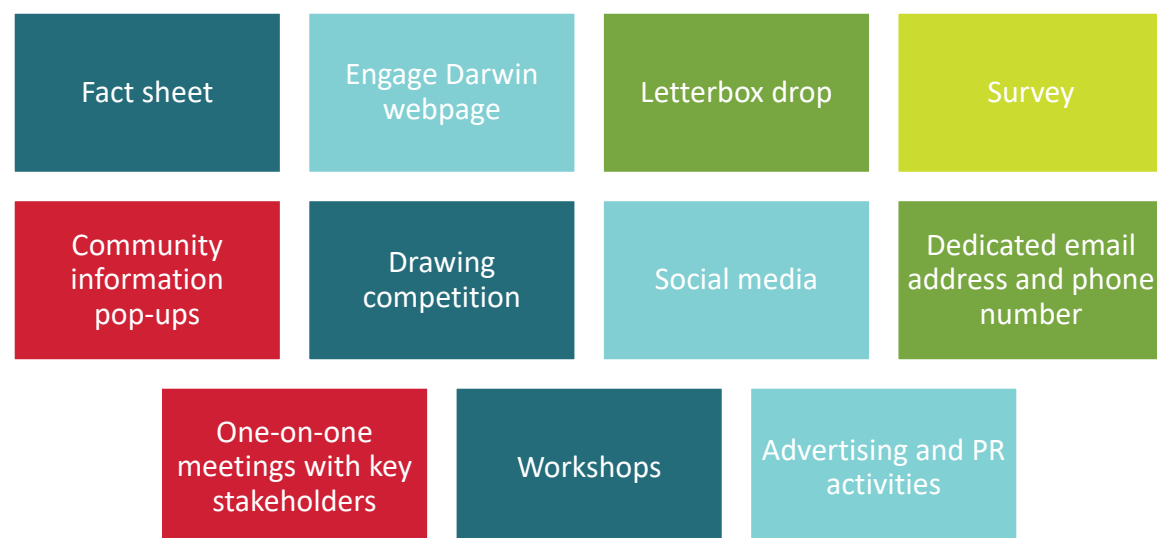 Fact sheet
Engage Darwin
webpage
Letterbox drop
Survey
Community
information
pop-ups
Drawing
competition
Social media
Dedicated email
address and phone
number
One-on-one
meetings with key
stakeholders
Workshops
Advertising and PR
activities